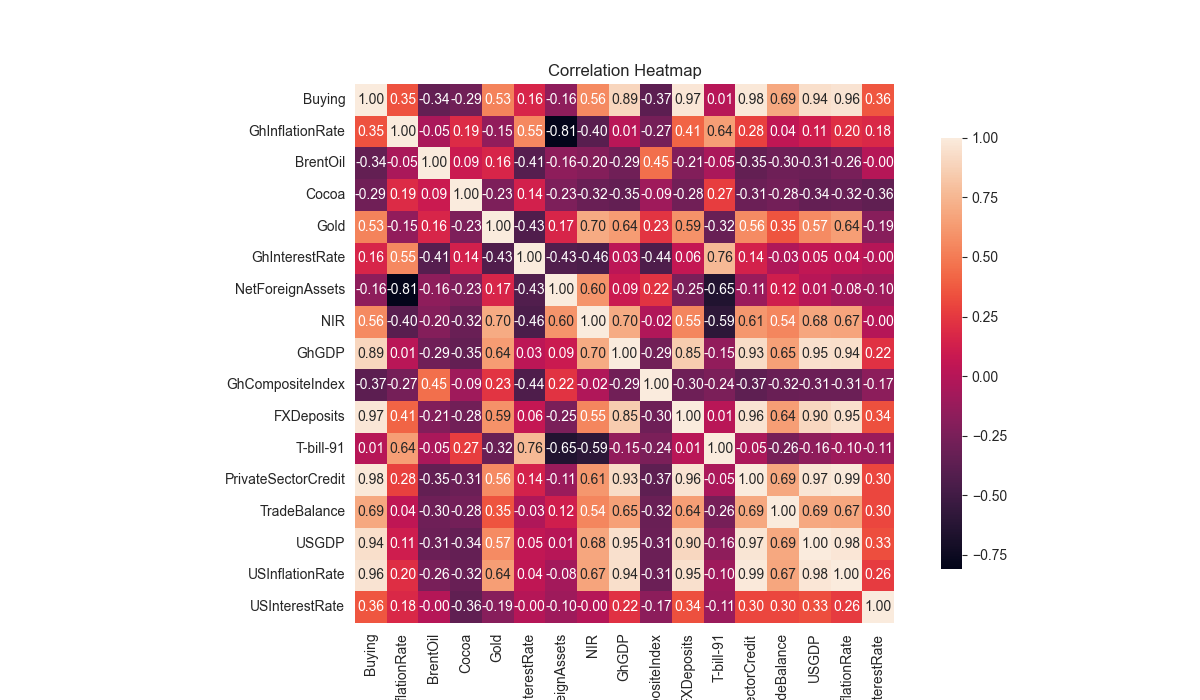 Correlation Heatmap
Buying 1.00 0.35 -0.34 -0.29 0.53 0.16 -0.16 0.56 0.89 -0.37 0.97 0.01 0.98 0.69 0.94 0.96 0.36
GhInflationRate 0.35 1.00 -0.05 0.19 -0.15 0.55 -0.81 -0.40 0.01 -0.27 0.41 0.64 0.28 0.04 0.11 0.20 0.18
BrentOil -0.34 -0.05 1.00 0.09 0.16 -0.41 -0.16 -0.20 -0.29 0.45 -0.21 -0.05 -0.35 -0.30 -0.31 -0.26 -0.00
Cocoa -0.29 0.19 0.09 1.00 -0.23 0.14 -0.23 -0.32 -0.35 -0.09 -0.28 0.27 -0.31 -0.28 -0.34 -0.32 -0.36
Gold 0.53 -0.15 0.16 -0.23 1.00 -0.43 0.17 0.70 0.64 0.23 0.59 -0.32 0.56 0.35 0.57 0.64 -0.19
GhInterestRate 0.16 0.55 -0.41 0.14 -0.43 1.00 -0.43 -0.46 0.03 -0.44 0.06 0.76 0.14 -0.03 0.05 0.04 -0.00
NetForeignAssets -0.16 -0.81 -0.16 -0.23 0.17 -0.43 1.00 0.60 0.09 0.22 -0.25 -0.65 -0.11 0.12 0.01 -0.08 -0.10
NIR 0.56 -0.40 -0.20 -0.32 0.70 -0.46 0.60 1.00 0.70 -0.02 0.55 -0.59 0.61 0.54 0.68 0.67 -0.00
GhGDP 0.89 0.01 -0.29 -0.35 0.64 0.03 0.09 0.70 1.00 -0.29 0.85 -0.15 0.93 0.65 0.95 0.94 0.22
GhCompositeIndex -0.37 -0.27 0.45 -0.09 0.23 -0.44 0.22 -0.02 -0.29 1.00 -0.30 -0.24 -0.37 -0.32 -0.31 -0.31 -0.17
FXDeposits 0.97 0.41 -0.21 -0.28 0.59 0.06 -0.25 0.55 0.85 -0.30 1.00 0.01 0.96 0.64 0.90 0.95 0.34
T-bill-91 0.01 0.64 -0.05 0.27 -0.32 0.76 -0.65 -0.59 -0.15 -0.24 0.01 1.00 -0.05 -0.26 -0.16 -0.10 -0.11
PrivateSectorCredit 0.98 0.28 -0.35 -0.31 0.56 0.14 -0.11 0.61 0.93 -0.37 0.96 -0.05 1.00 0.69 0.97 0.99 0.30
TradeBalance 0.69 0.04 -0.30 -0.28 0.35 -0.03 0.12 0.54 0.65 -0.32 0.64 -0.26 0.69 1.00 0.69 0.67 0.30
USGDP 0.94 0.11 -0.31 -0.34 0.57 0.05 0.01 0.68 0.95 -0.31 0.90 -0.16 0.97 0.69 1.00 0.98 0.33
USInflationRate 0.96 0.20 -0.26 -0.32 0.64 0.04 -0.08 0.67 0.94 -0.31 0.95 -0.10 0.99 0.67 0.98 1.00 0.26
USInterestRate 0.36 0.18 -0.00 -0.36 -0.19 -0.00 -0.10 -0.00 0.22 -0.17 0.34 -0.11 0.30 0.30 0.33 0.26 1.00
Buying
flationRate
BrentOil
Cocoa
Gold
terestRate
eignAssets
NIR
GhGDP
positeIndex
FXDeposits
T-bill-91
ectorCredit
deBalance
USGDP
flationRate
terestRate
1.00
0.75
0.50
0.25
0.00
-0.25
-0.50
-0.75